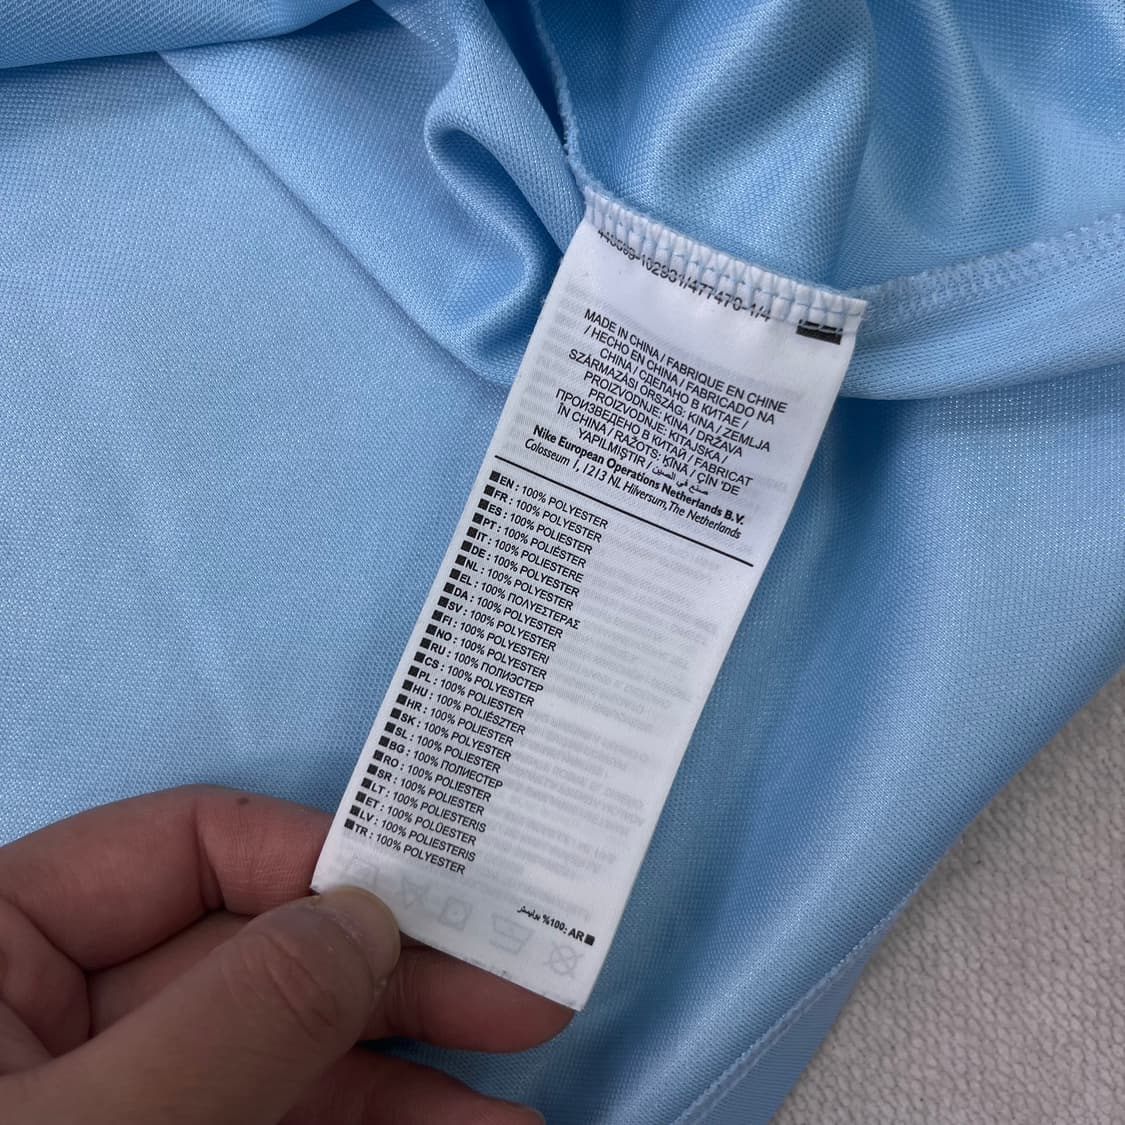 MADE IN CHINA / FABRIQUE EN CHINE
/ HECHO EN CHINA / FABRICADO NA
CHINA / СДЕЛАНО В КИТАЕ /
SZÁRMAZÁSI ORSZÁG: KÍNA / ZEMLJA
PROIZVODNJE: KINA / DRŽAVA
PROIZVODNJE: KITAJSKA /
ПРОИЗВЕДЕНО В КИТАЙ / FABRICAT
ÎN CHINA / RAŽOTS: ĶĪNĀ / ÇİN 'DE
YAPILMIŞTIR / صنع في الصين
Nike European Operations Netherlands B.V.
Colosseum 1, 1213 NL Hilversum, The Netherlands
EN : 100% POLYESTER
FR : 100% POLYESTER
ES : 100% POLIÉSTER
PT : 100% POLIÉSTER
IT : 100% POLIESTERE
DE : 100% POLYESTER
NL : 100% POLYESTER
EL : 100% ΠΟΛΥΕΣΤΕΡΑΣ
DA : 100% POLYESTER
SV : 100% POLYESTER
FI : 100% POLYESTERI
NO : 100% POLYESTER
RU : 100% ПОЛИЭСТЕР
CS : 100% POLYESTER
PL : 100% POLIESTER
HU : 100% POLIÉSZTER
HR : 100% POLIESTER
SK : 100% POLYESTER
SL : 100% POLIESTER
BG : 100% ПОЛИЕСТЕР
RO : 100% POLIESTER
SR : 100% POLIESTER
LT : 100% POLIESTERIS
ET : 100% POLÜESTER
LV : 100% POLIESTERIS
TR : 100% POLYESTER
AR :100% بوليستر